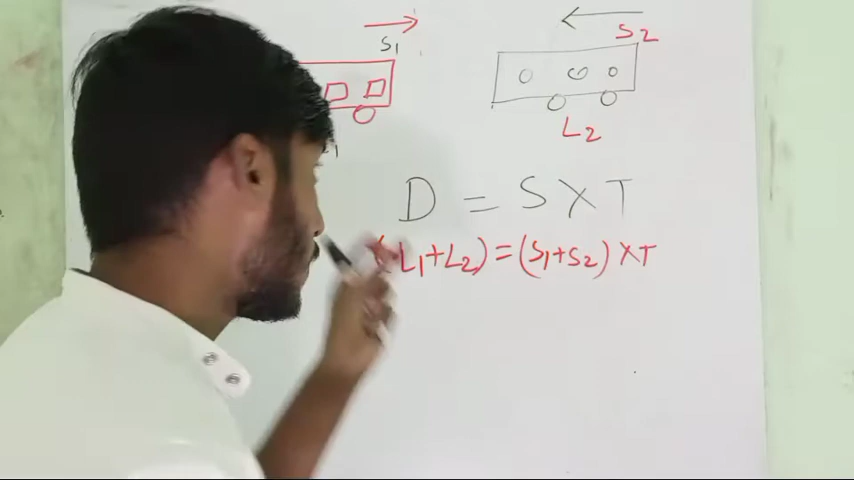 S1
S2
L2
D = S X T
(L1+L2) = (S1+S2) X T